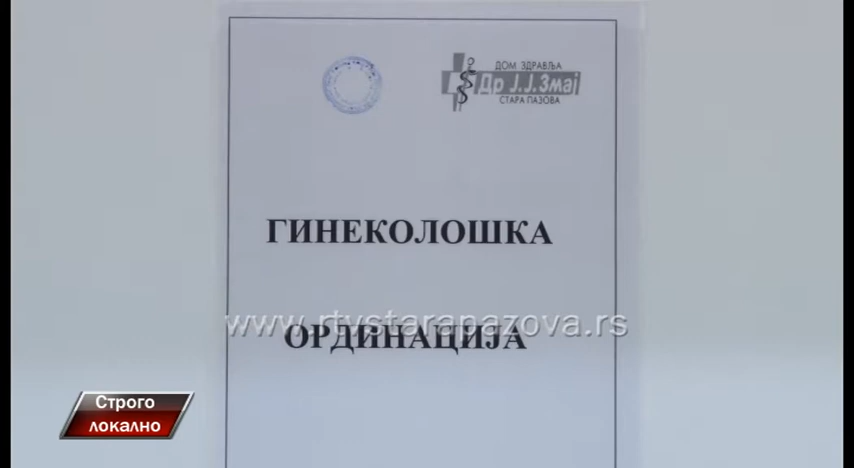 ДОМ ЗДРАВЉА
Др Ј.Ј.Змај
СТАРА ПАЗОВА
ГИНЕКОЛОШКА
www.rtvstarapazova.rs
ОРДИНАЦИЈА
Строго
локално